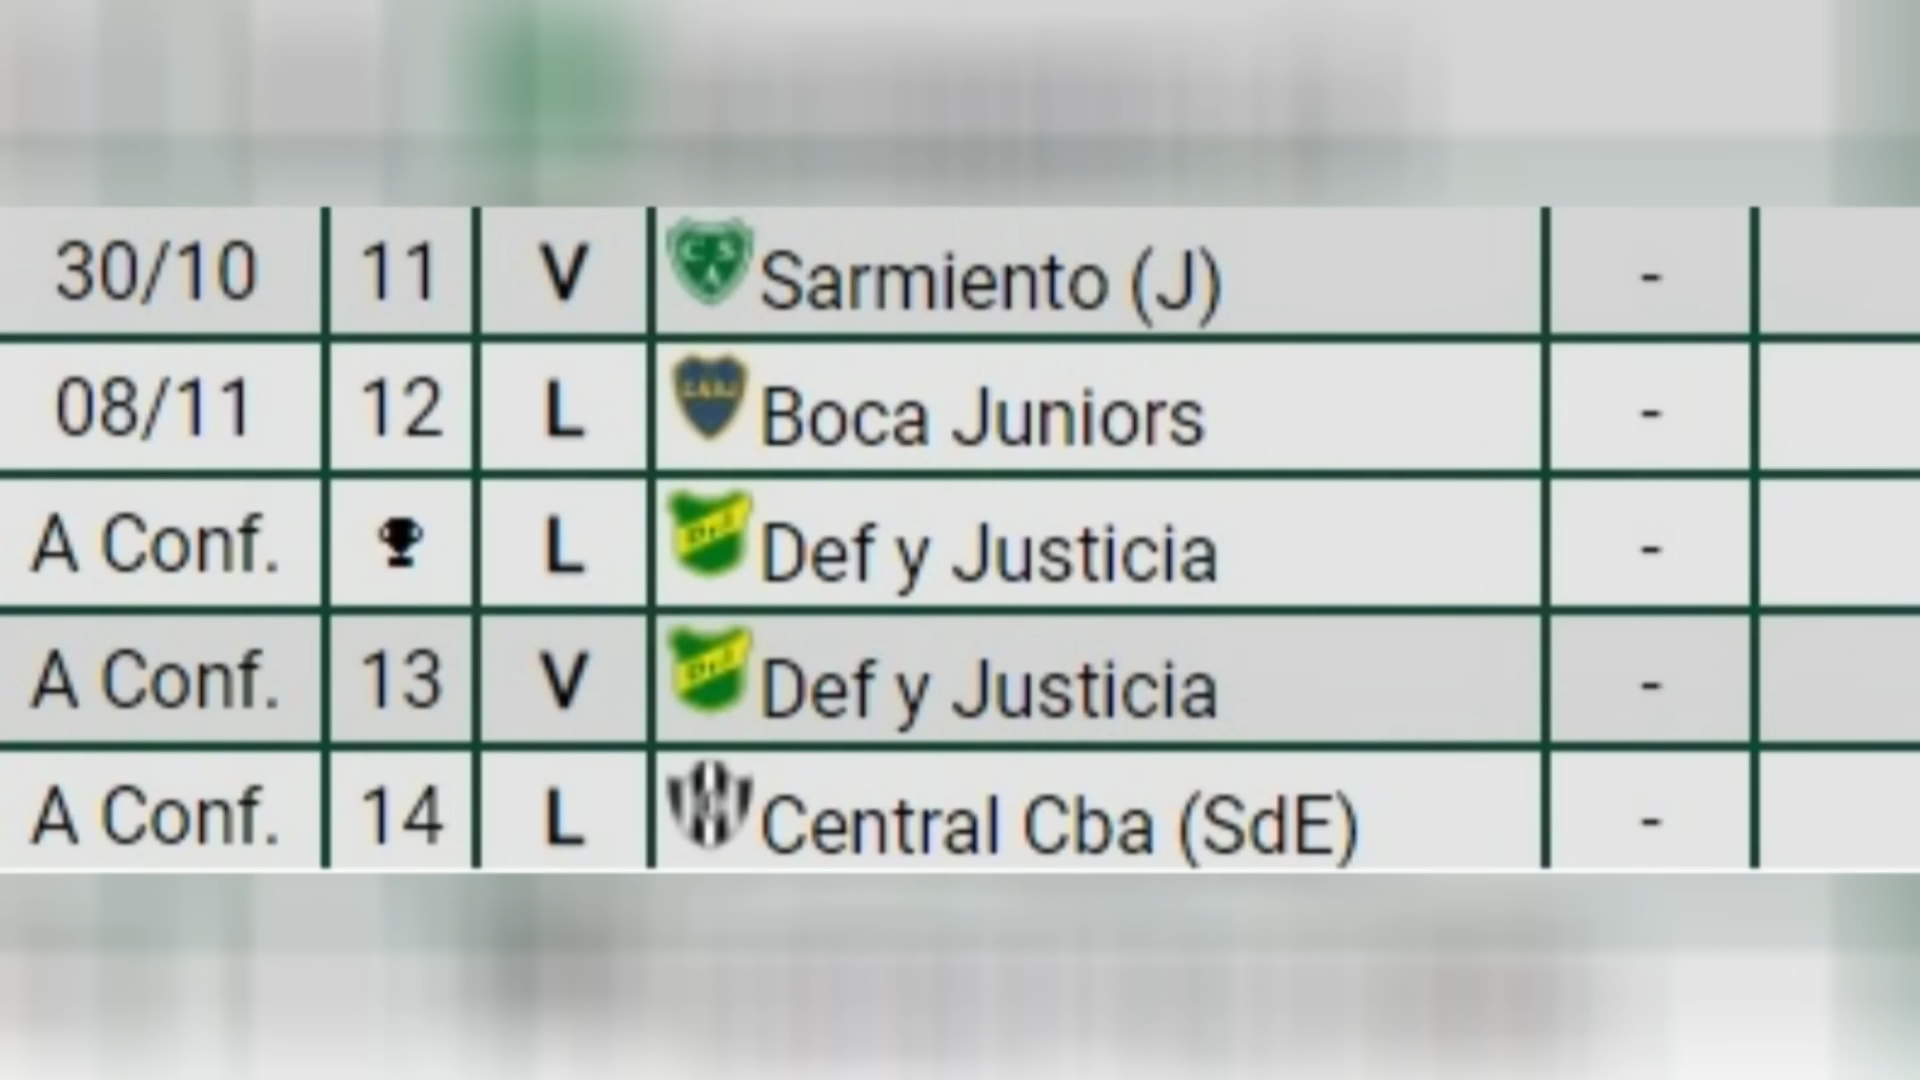 30/10 11 V Sarmiento (J) -
08/11 12 L Boca Juniors -
A Conf. L Def y Justicia -
A Conf. 13 V Def y Justicia -
A Conf. 14 L Central Cba (SdE) -